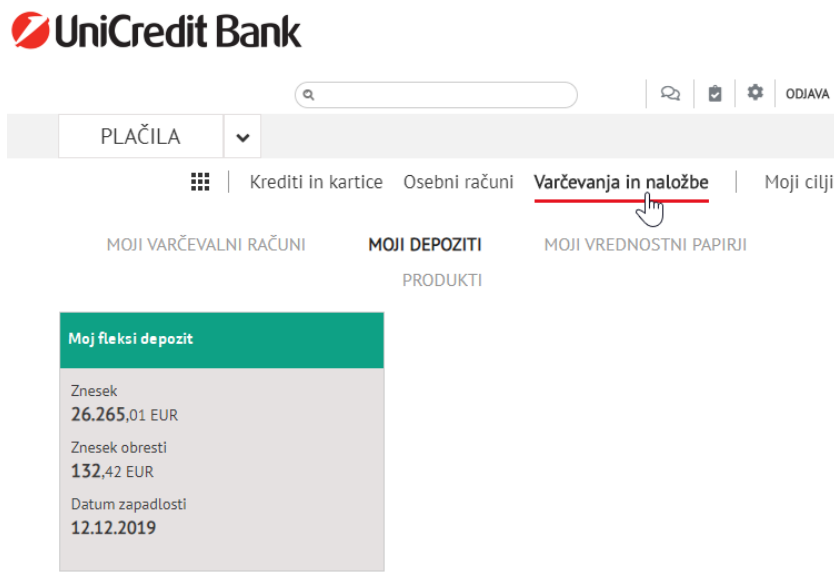 UniCredit Bank
ODJAVA
PLAČILA
Krediti in kartice Osebni računi Varčevanja in naložbe Moji cilji
MOJI VARČEVALNI RAČUNI MOJI DEPOZITI MOJI VREDNOSTNI PAPIRJI
PRODUKTI
Moj fleksi depozit
Znesek
26.265,01 EUR
Znesek obresti
132,42 EUR
Datum zapadlosti
12.12.2019